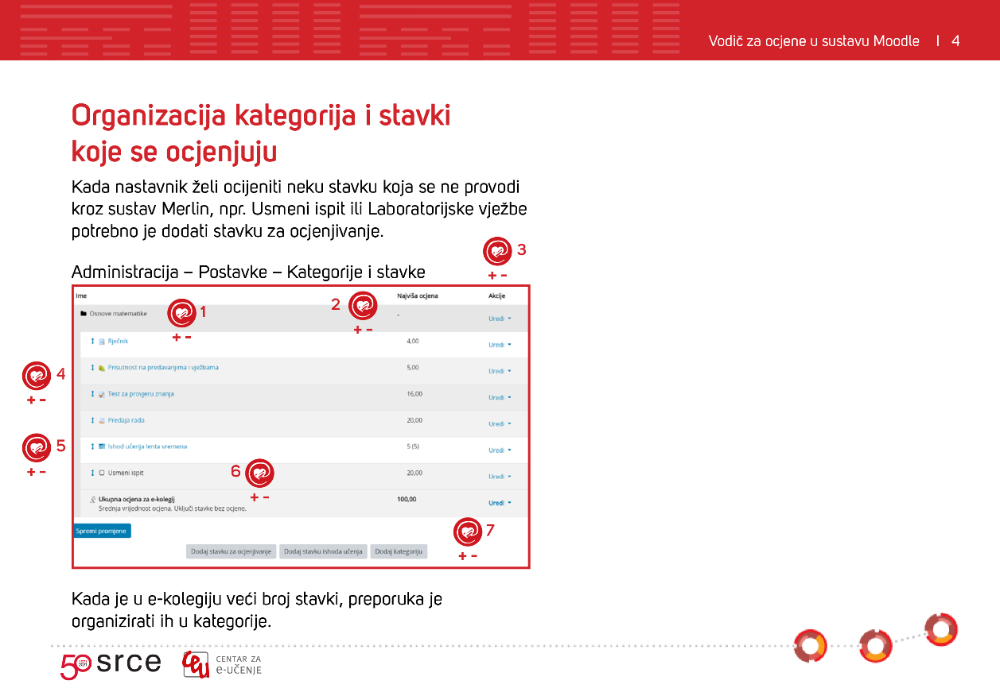 Vodič za ocjene u sustavu Moodle | 4
Organizacija kategorija i stavki
koje se ocjenjuju
Kada nastavnik želi ocijeniti neku stavku koja se ne provodi
kroz sustav Merlin, npr. Usmeni ispit ili Laboratorijske vježbe
potrebno je dodati stavku za ocjenjivanje.
3
+ -
Administracija – Postavke – Kategorije i stavke
Ime Najviša ocjena Akcije
Osnove matematike - Uredi
1
+ -
2
+ -
Rječnik 4,00 Uredi
Prisutnost na predavanjima i vježbama 5,00 Uredi
4
+ -
Test za provjeru znanja 16,00 Uredi
Predaja rada 20,00 Uredi
Ishod učenja lenta vremena 5 (5) Uredi
5
+ -
Usmeni ispit 20,00 Uredi
6
+ -
Ukupna ocjena za e-kolegij 100,00 Uredi
Srednja vrijednost ocjena. Uključi stavke bez ocjene.
Spremi promjene
7
+ -
Dodaj stavku za ocjenjivanje Dodaj stavku ishoda učenja Dodaj kategoriju
Kada je u e-kolegiju veći broj stavki, preporuka je
organizirati ih u kategorije.
50 1971 2021 srce
ceu CENTAR ZA
e-UČENJE